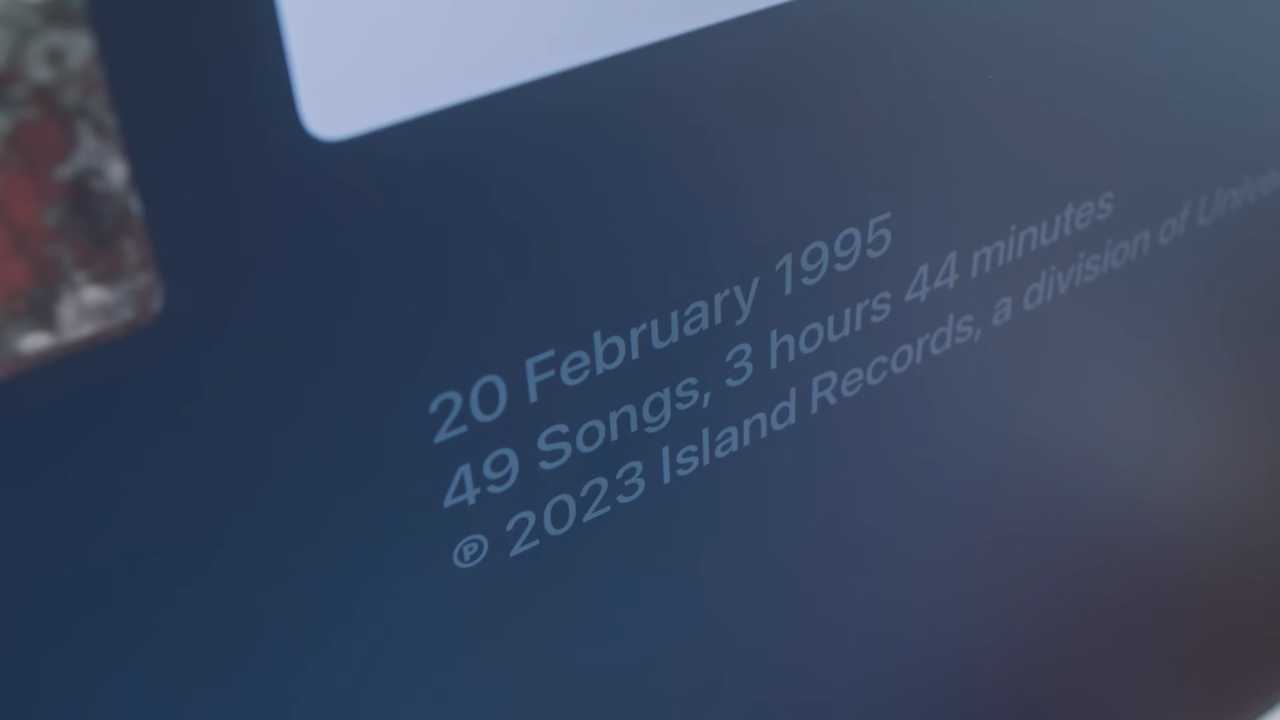 20 February 1995
49 Songs, 3 hours 44 minutes
℗ 2023 Island Records, a division of